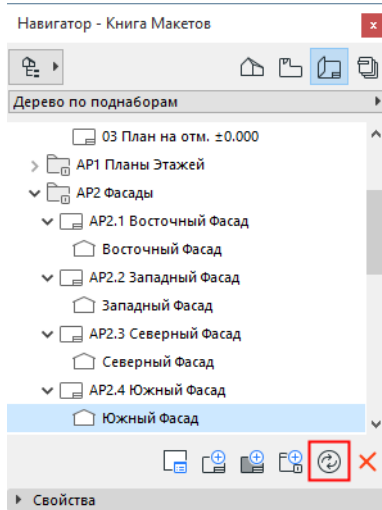 Навигатор - Книга Макетов
Дерево по поднаборам
03 План на отм. ±0.000
АР1 Планы Этажей
АР2 Фасады
АР2.1 Восточный Фасад
Восточный Фасад
АР2.2 Западный Фасад
Западный Фасад
АР2.3 Северный Фасад
Северный Фасад
АР2.4 Южный Фасад
Южный Фасад
Свойства